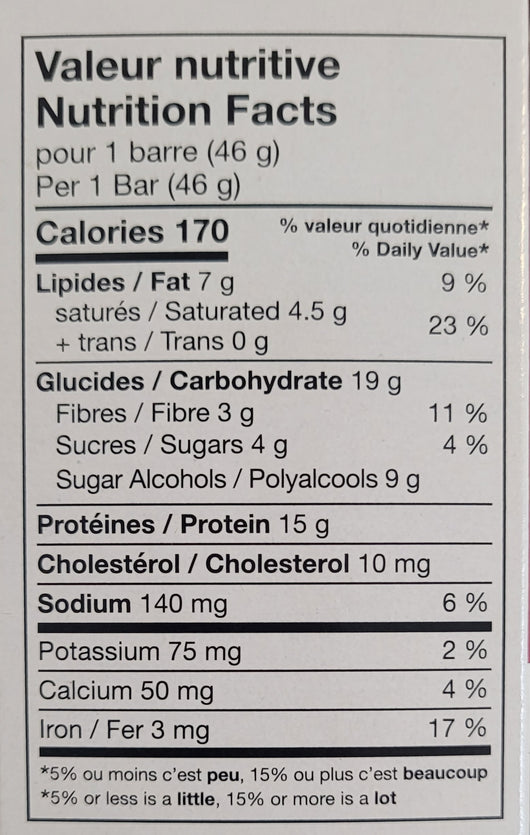 Valeur nutritive
Nutrition Facts
pour 1 barre (46 g)
Per 1 Bar (46 g)
Calories 170
% valeur quotidienne*
% Daily Value*
Lipides / Fat 7 g 9 %
saturés / Saturated 4.5 g
+ trans / Trans 0 g 23 %
Glucides / Carbohydrate 19 g
Fibres / Fibre 3 g 11 %
Sucres / Sugars 4 g 4 %
Sugar Alcohols / Polyalcools 9 g
Protéines / Protein 15 g
Cholestérol / Cholesterol 10 mg
Sodium 140 mg 6 %
Potassium 75 mg 2 %
Calcium 50 mg 4 %
Iron / Fer 3 mg 17 %
*5% ou moins c'est peu, 15% ou plus c'est beaucoup
*5% or less is a little, 15% or more is a lot